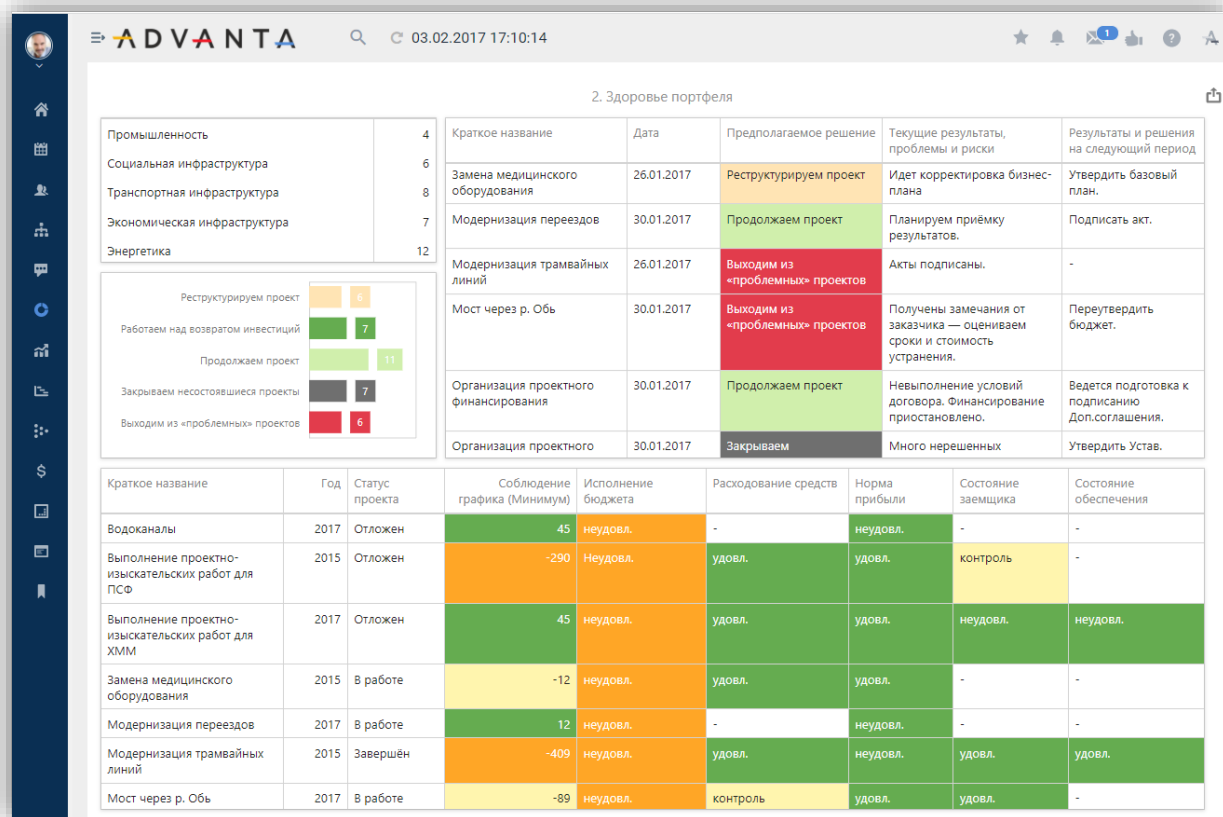 ADVANTA
03.02.2017 17:10:14
1
2. Здоровье портфеля
Промышленность 4
Социальная инфраструктура 6
Транспортная инфраструктура 8
Экономическая инфраструктура 7
Энергетика 12
Реструктурируем проект 6
Работаем над возвратом инвестиций 7
Продолжаем проект 11
Закрываем несостоявшиеся проекты 7
Выходим из «проблемных» проектов 6
Краткое название Дата Предполагаемое решение Текущие результаты, Результаты и решения
проблемы и риски на следующий период
Замена медицинского 26.01.2017 Реструктурируем проект Идет корректировка бизнес- Утвердить базовый
оборудования плана план.
Модернизация переездов 30.01.2017 Продолжаем проект Планируем приёмку Подписать акт.
результатов.
Модернизация трамвайных 26.01.2017 Выходим из Акты подписаны. -
линий «проблемных» проектов
Мост через р. Обь 30.01.2017 Выходим из Получены замечания от Переутвердить
«проблемных» проектов заказчика — оцениваем бюджет.
сроки и стоимость
устранения.
Организация проектного 30.01.2017 Продолжаем проект Невыполнение условий Ведется подготовка к
финансирования договора. Финансирование подписанию
приостановлено. Доп.соглашения.
Организация проектного 30.01.2017 Закрываем Много нерешенных Утвердить Устав.
Краткое название Год Статус Соблюдение Исполнение Расходование средств Норма Состояние Состояние
проекта графика (Минимум) бюджета прибыли заемщика обеспечения
Водоканалы 2017 Отложен 45 неудовл. - неудовл. - -
Выполнение проектно- 2015 Отложен -290 Неудовл. удовл. удовл. контроль -
изыскательских работ для
ПСФ
Выполнение проектно- 2017 Отложен 45 неудовл. удовл. удовл. неудовл. неудовл.
изыскательских работ для
ХММ
Замена медицинского 2015 В работе -12 неудовл. удовл. удовл. - -
оборудования
Модернизация переездов 2017 В работе 12 неудовл. - неудовл. - -
Модернизация трамвайных 2015 Завершён -409 неудовл. удовл. неудовл. удовл. удовл.
линий
Мост через р. Обь 2017 В работе -89 неудовл. контроль удовл. удовл. -